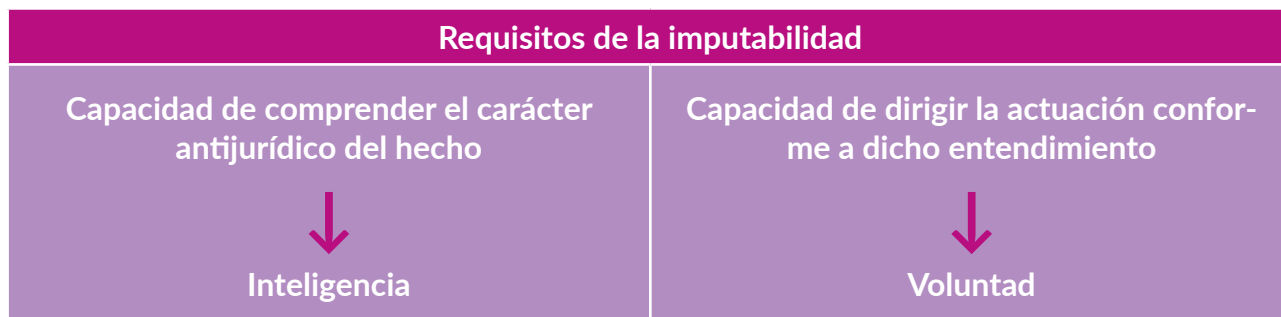 Requisitos de la imputabilidad
Capacidad de comprender el carácter
antijurídico del hecho
Inteligencia
Capacidad de dirigir la actuación confor-
me a dicho entendimiento
Voluntad